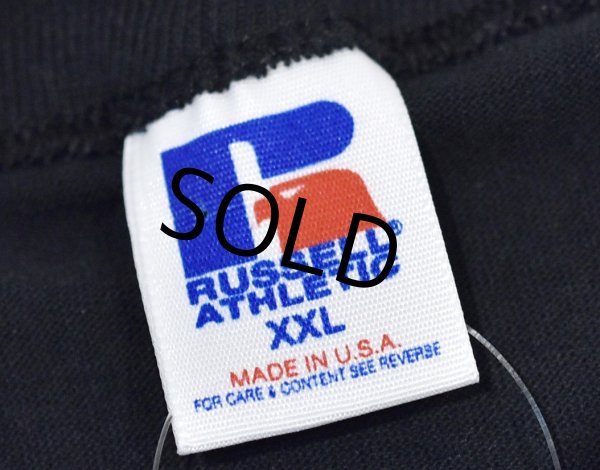 SOLD
RUSSELL®
ATHLETIC
XXL
MADE IN U.S.A.
FOR CARE & CONTENT SEE REVERSE